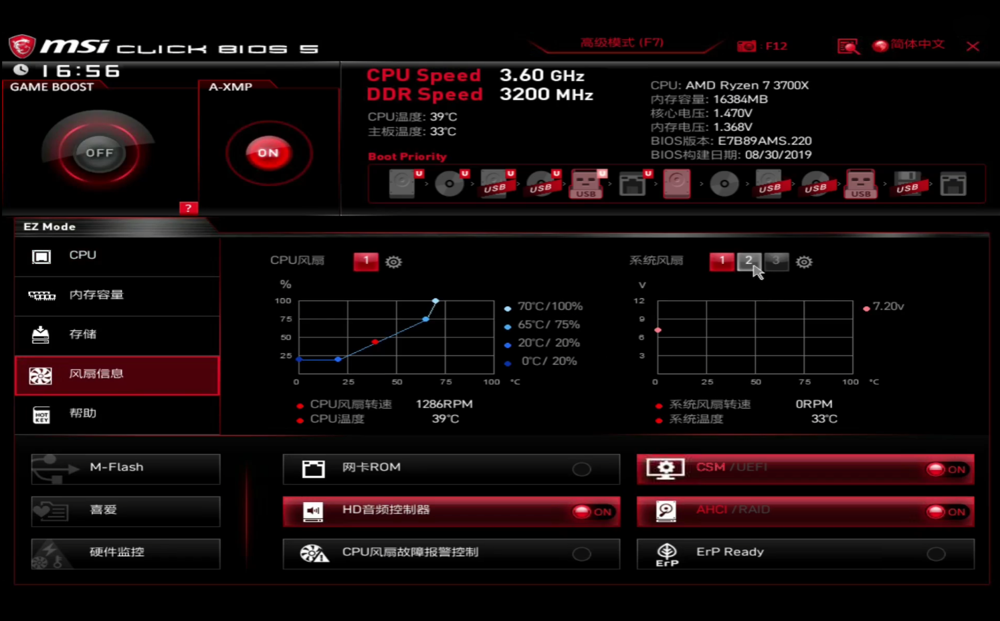 msi CLICK BIOS 5
高级模式 (F7)
: F12
简体中文
16:56
GAME BOOST
A-XMP
OFF
ON
?
CPU Speed 3.60 GHz
DDR Speed 3200 MHz
CPU温度: 39°C
主板温度: 33°C
CPU: AMD Ryzen 7 3700X
内存容量: 16384MB
核心电压: 1.470V
内存电压: 1.368V
BIOS版本: E7B89AMS.220
BIOS构建日期: 08/30/2019
Boot Priority
U U U U U U
USB USB USB USB USB USB USB
EZ Mode
CPU
内存容量
存储
风扇信息
HOT KEY
帮助
CPU风扇 1
%
100
75
50
25
0 25 50 75 100 °C
70°C/100%
65°C/ 75%
20°C/ 20%
0°C/ 20%
CPU风扇转速 1286RPM
CPU温度 39°C
系统风扇 1 2 3
V
12
9
6
3
0 25 50 75 100 °C
7.20v
系统风扇转速 0RPM
系统温度 33°C
M-Flash
喜爱
硬件监控
网卡ROM
HD音频控制器 ON
CPU风扇故障报警控制
CSM /UEFI ON
AHCI /RAID ON
ErP
ErP Ready